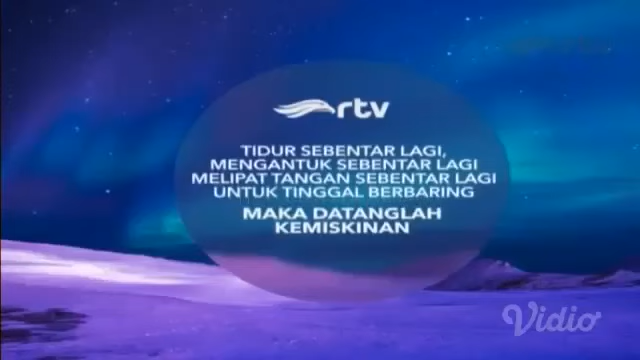 rtv
TIDUR SEBENTAR LAGI,
MENGANTUK SEBENTAR LAGI
MELIPAT TANGAN SEBENTAR LAGI
UNTUK TINGGAL BERBARING
MAKA DATANGLAH
KEMISKINAN
Vidio